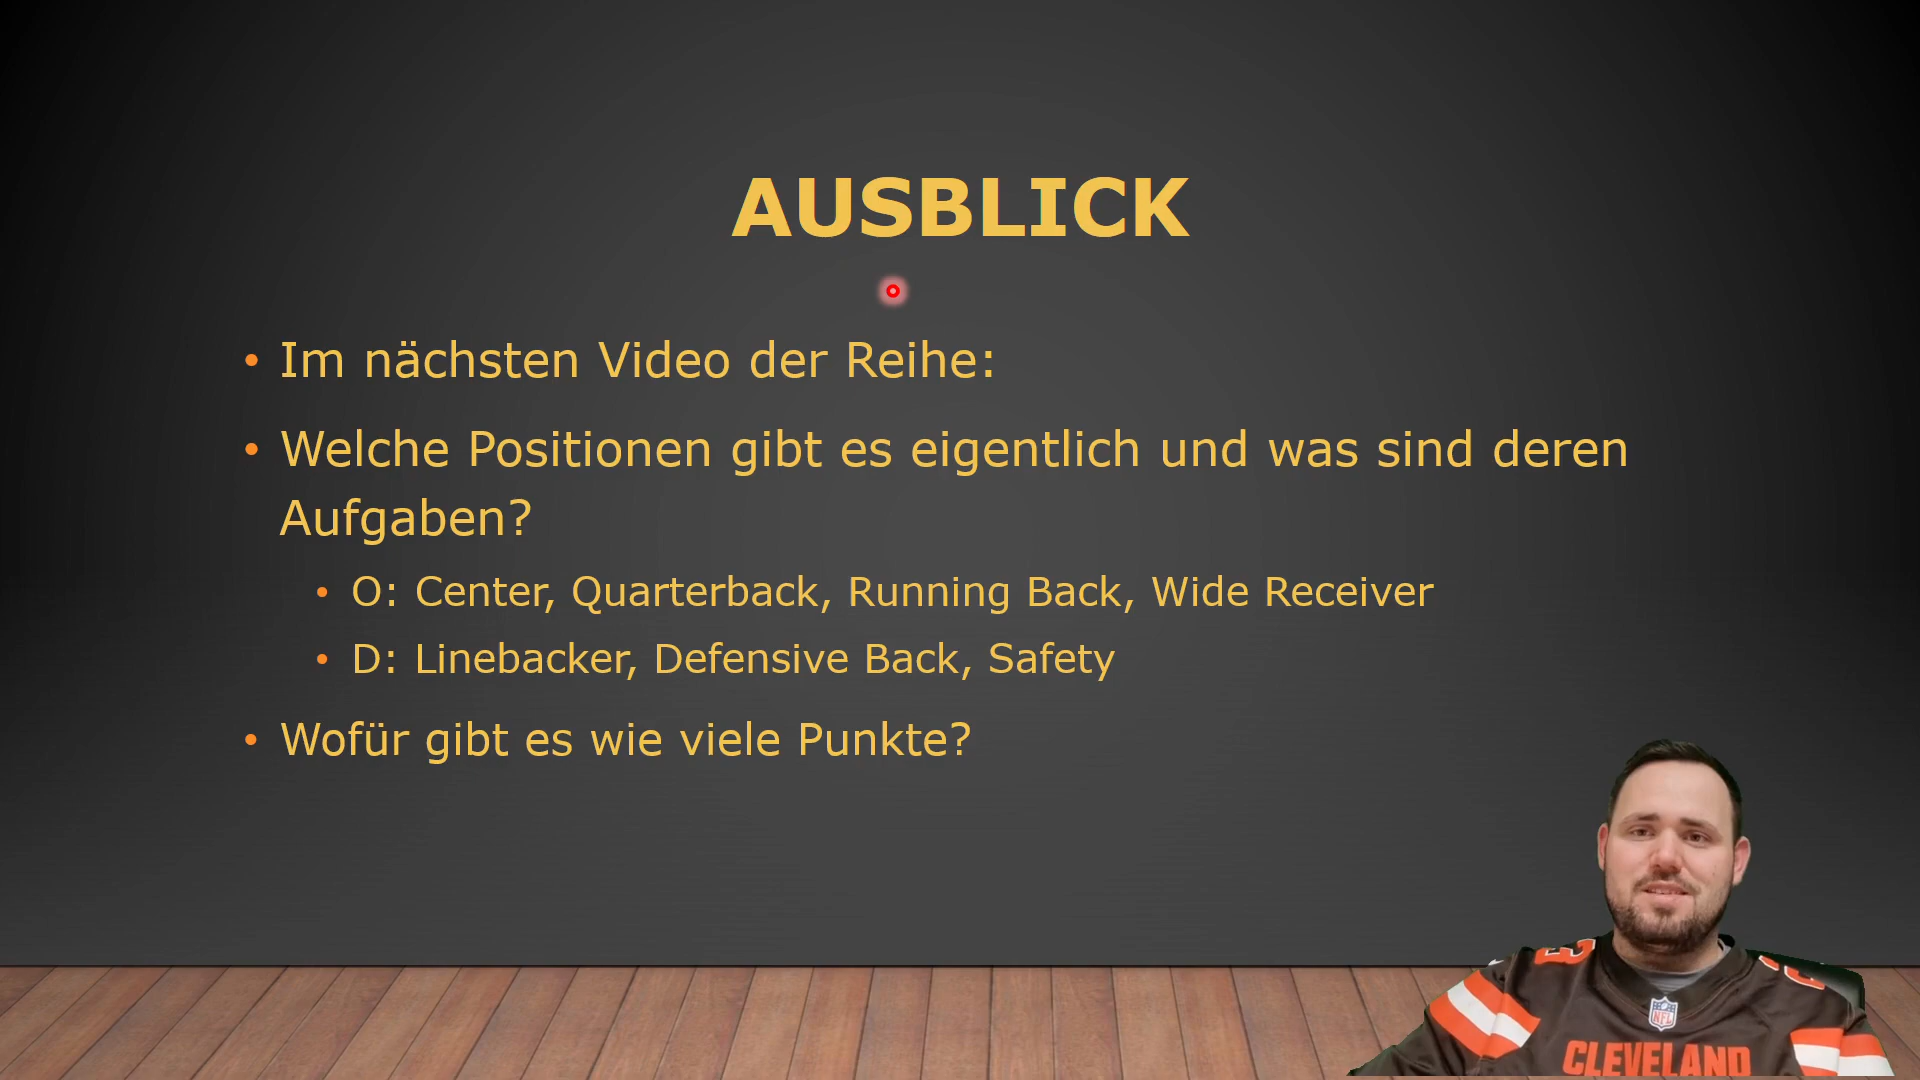 AUSBLICK
• Im nächsten Video der Reihe:
• Welche Positionen gibt es eigentlich und was sind deren
Aufgaben?
• O: Center, Quarterback, Running Back, Wide Receiver
• D: Linebacker, Defensive Back, Safety
• Wofür gibt es wie viele Punkte?
NFL
CLEVELAND